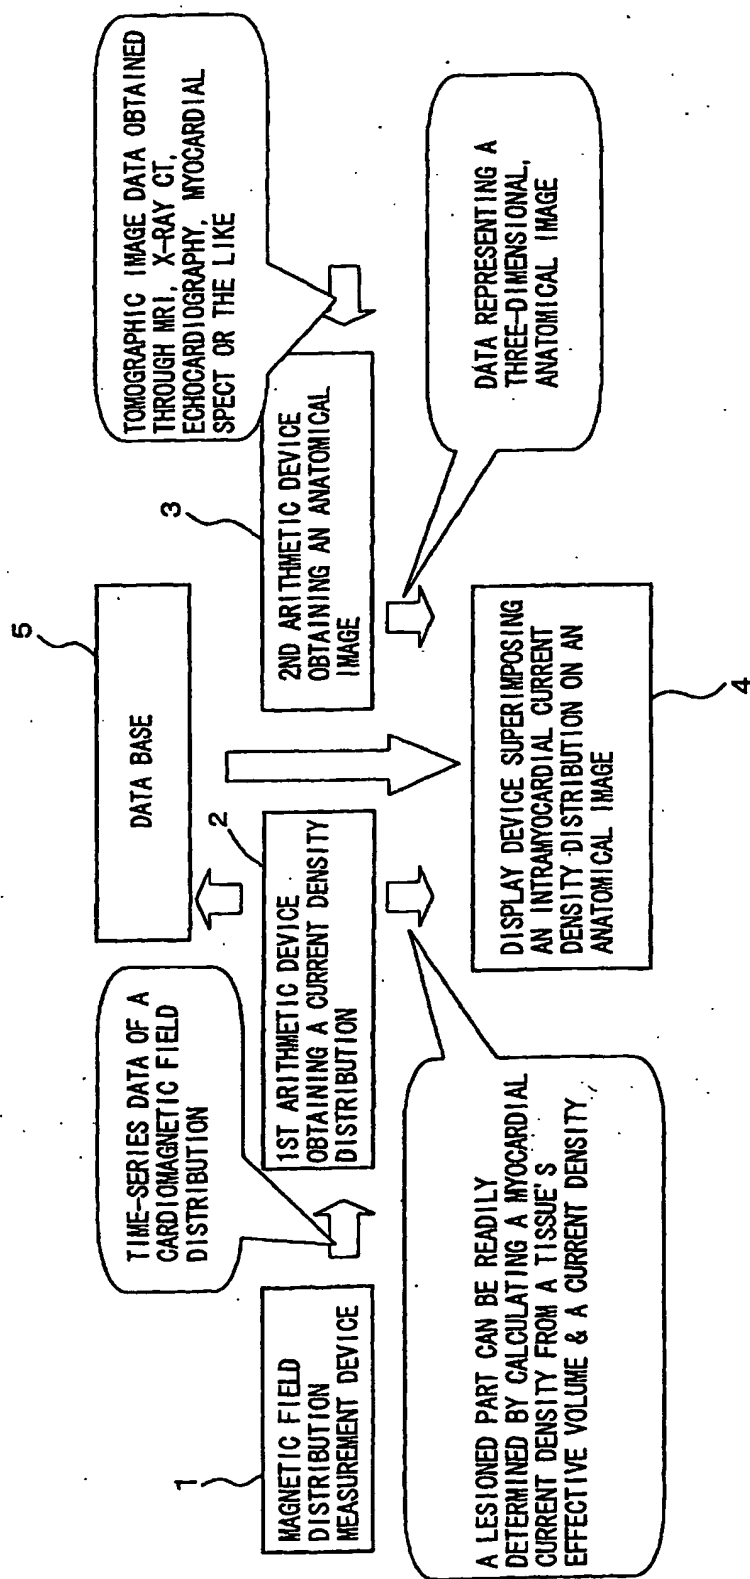 TIME-SERIES DATA OF A
CARDIOMAGNETIC FIELD
DISTRIBUTION
5
DATA BASE
TOMOGRAPHIC IMAGE DATA OBTAINED
THROUGH MRI, X-RAY CT,
ECHOCARDIOGRAPHY, MYOCARDIAL
SPECT OR THE LIKE
1
MAGNETIC FIELD
DISTRIBUTION
MEASUREMENT DEVICE
2
1ST ARITHMETIC DEVICE
OBTAINING A CURRENT DENSITY
DISTRIBUTION
3
2ND ARITHMETIC DEVICE
OBTAINING AN ANATOMICAL
IMAGE
A LESIONED PART CAN BE READILY
DETERMINED BY CALCULATING A MYOCARDIAL
CURRENT DENSITY FROM A TISSUE'S
EFFECTIVE VOLUME & A CURRENT DENSITY
DISPLAY DEVICE SUPERIMPOSING
AN INTRAMYOCARDIAL CURRENT
DENSITY DISTRIBUTION ON AN
ANATOMICAL IMAGE
4
DATA REPRESENTING A
THREE-DIMENSIONAL,
ANATOMICAL IMAGE